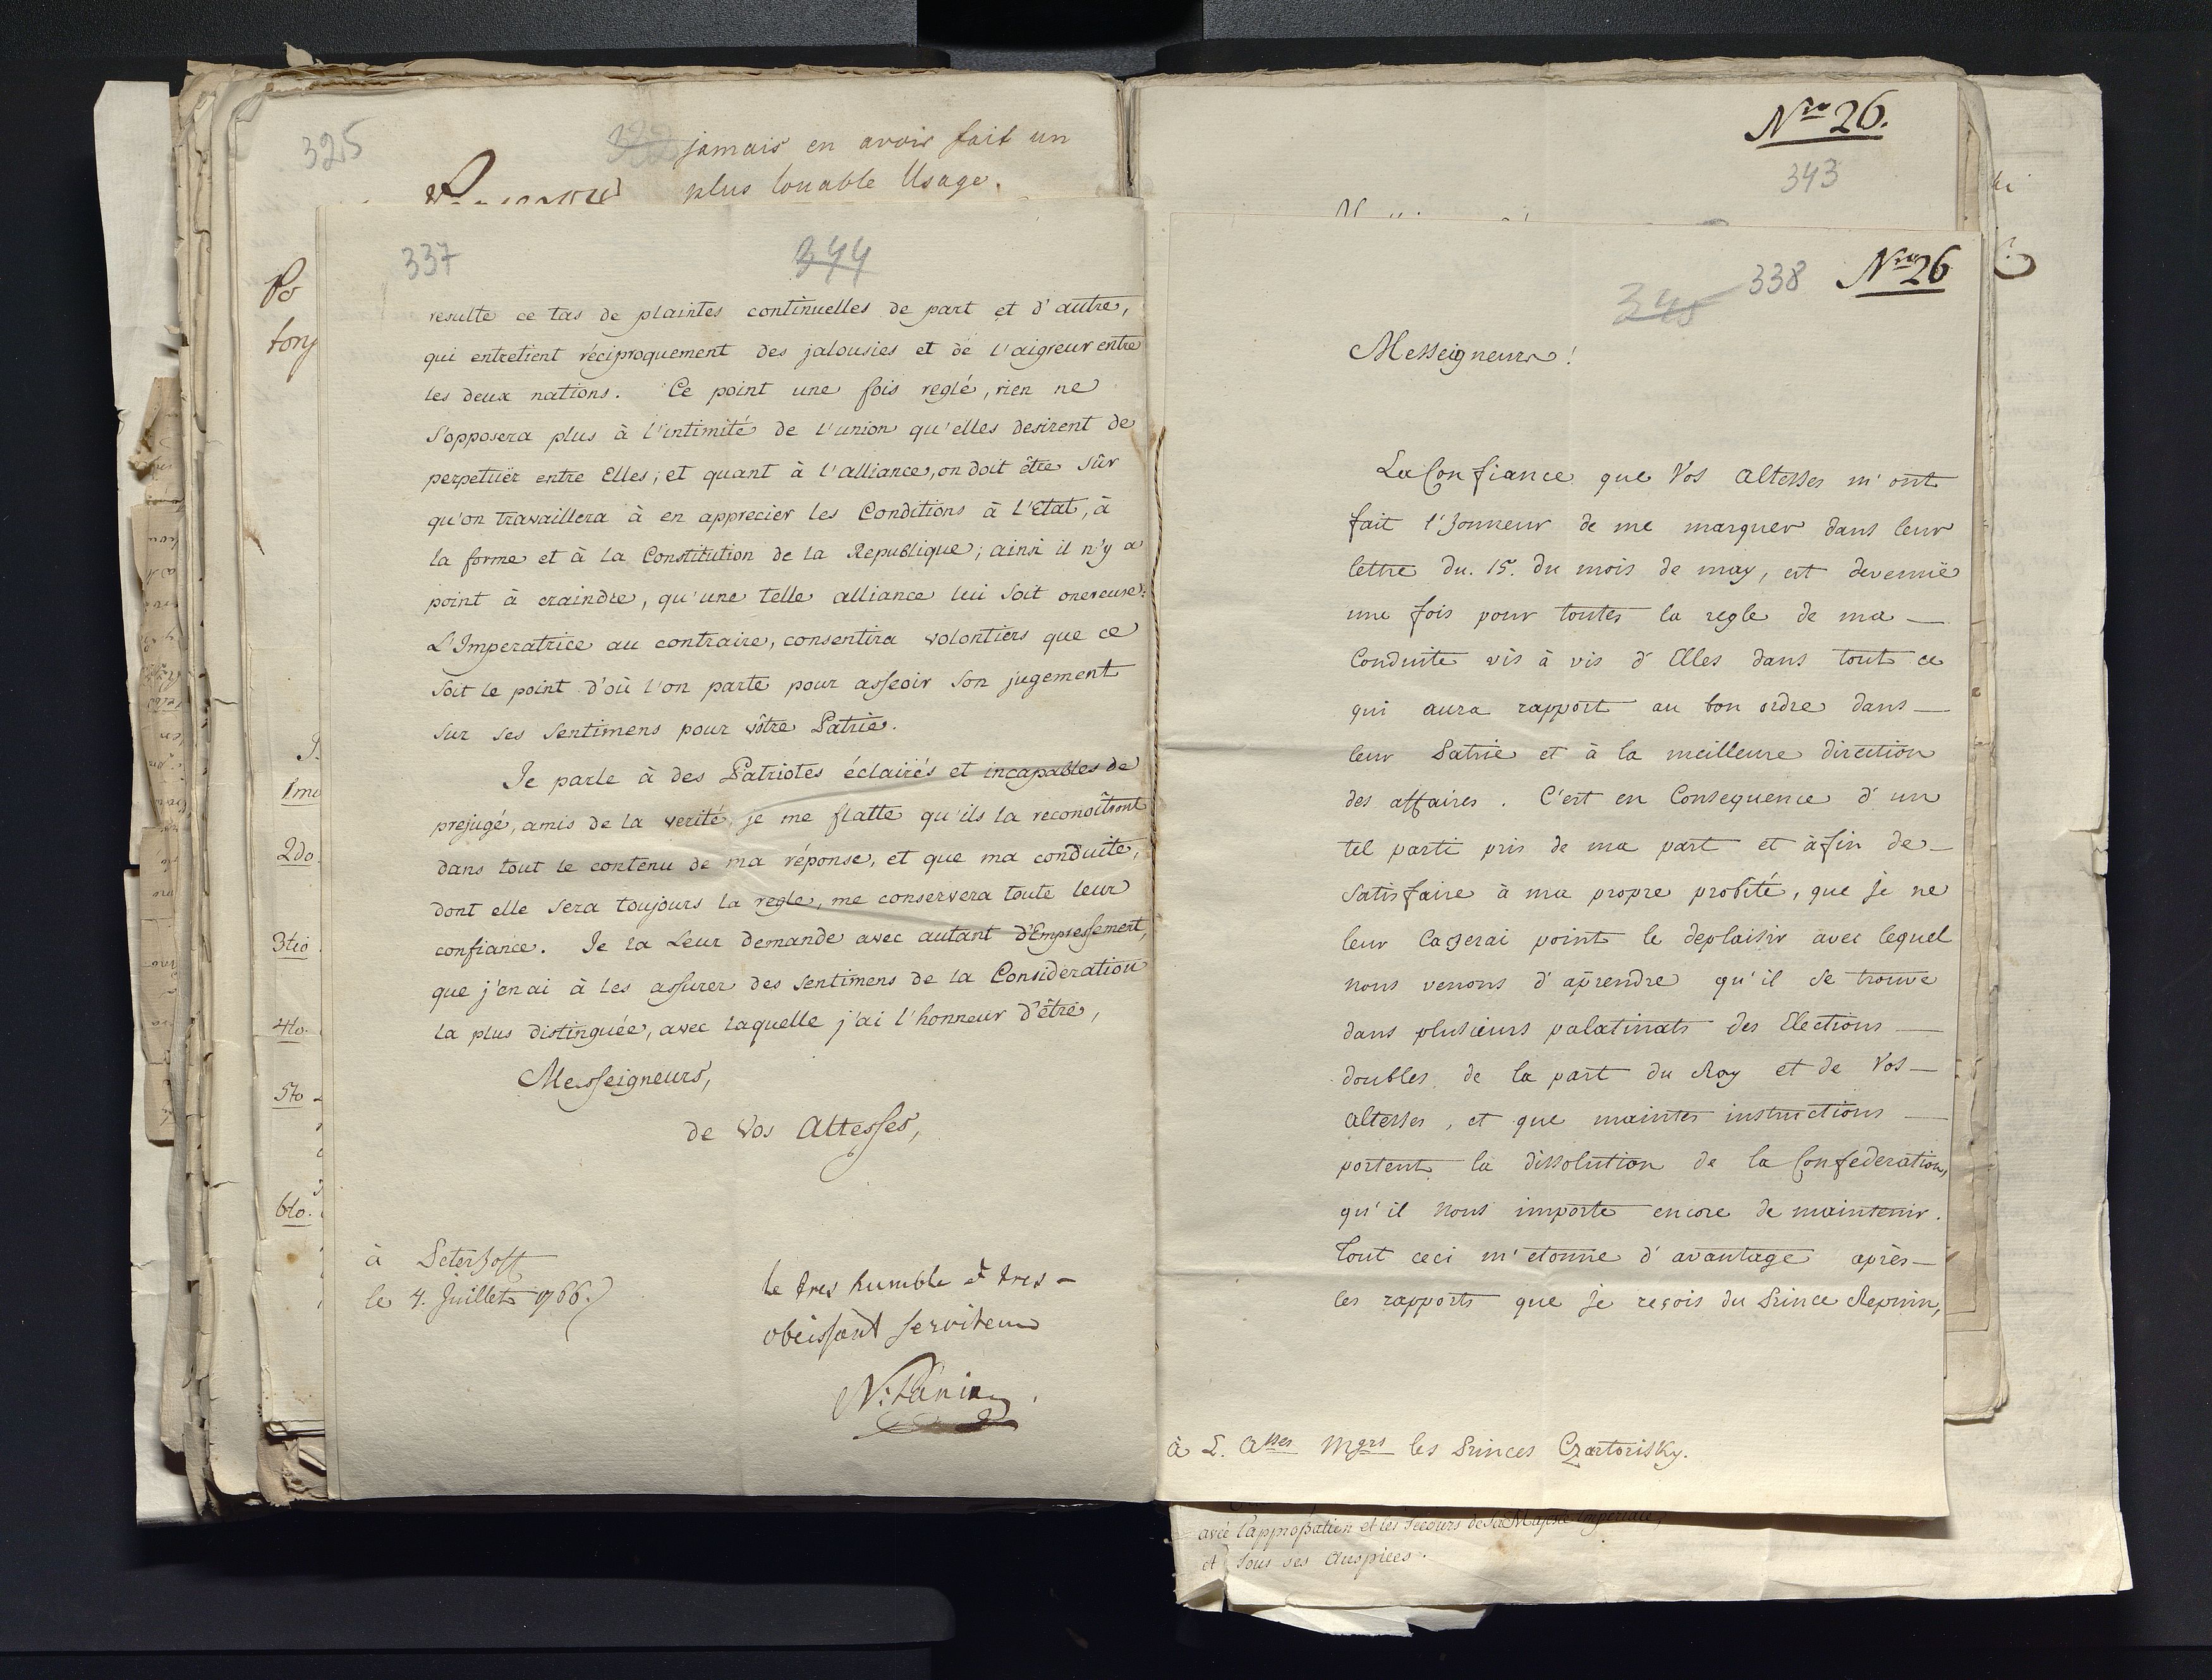 325
jamais en avoir fait un
plus louable Usage.
337
344
resulte ce tas de plaintes continuelles de part et d'autre,
qui entretient réciproquement des jalousies et de l'aigreur entre
les deux nations. Ce point une fois reglé, rien ne
s'opposera plus à l'intimité de l'union qu'elles desirent de
perpetuër entre Elles; et quant à l'alliance, on doit être sûr
qu'on travaillera à en apprecier les Conditions à l'Etat, à
la forme et à la Constitution de la Republique; ainsi il n'y a
point à craindre, qu'une telle alliance lui soit onereuse:
L'Imperatrice au contraire, consentira volontiers que ce
soit le point d'où l'on parte pour asseoir son jugement
sur ses sentimens pour vôtre Patrie.
Je parle à des Patriotes éclairés et incapables de
prejugé, amis de la verité, je me flatte qu'ils la reconoîtront
dans tout le contenu de ma réponse, et que ma conduite,
dont elle sera toujours la regle, me conservera toute leur
confiance. Je la Leur demande avec autant d'Empressement,
que j'en ai à les assurer des sentimens de la Consideration
la plus distinguée, avec laquelle j'ai l'honneur d'être,
Messeigneurs,
de Vos Altesses,
à Peterhoff
le 4. Juillet 1766.
le tres humble et tres-
obeissant serviteur
N: Panin
Po
tory
1mo
2do.
3tio
4to.
5to
6to.
Nro 26.
343
338
Nro 26
345
Messeigneurs!
La Confiance que Vos Altesses m'ont
fait l'honneur de me marquer dans leur
lettre du 15. du mois de may, est devenuë
une fois pour toutes la regle de ma —
Conduite vis à vis d'Elles dans tout ce
qui aura rapport au bon ordre dans —
leur Patrie et à la meilleure direction
des affaires. C'est en Consequence d'un
tel parti pris de ma part et àfin de —
satisfaire à ma propre probité, que je ne
leur Cacherai point le deplaisir avec lequel
nous venons d'aprendre qu'il se trouve
dans plusieurs palatinats des Elections —
doubles de la part du Roy et de Vos —
Altesses, et que maintes instructions —
portent la dissolution de la Confederation,
qu'il nous importe encore de maintenir.
Tout ceci m'etonne d'avantage après —
les rapports que je reçois du Prince Repnin,
à L. Asses Mgrs les Princes Czartorisky.
avec l'approbation et les Secours de Sa Majesté Imperiale,
et sous ses Auspices.